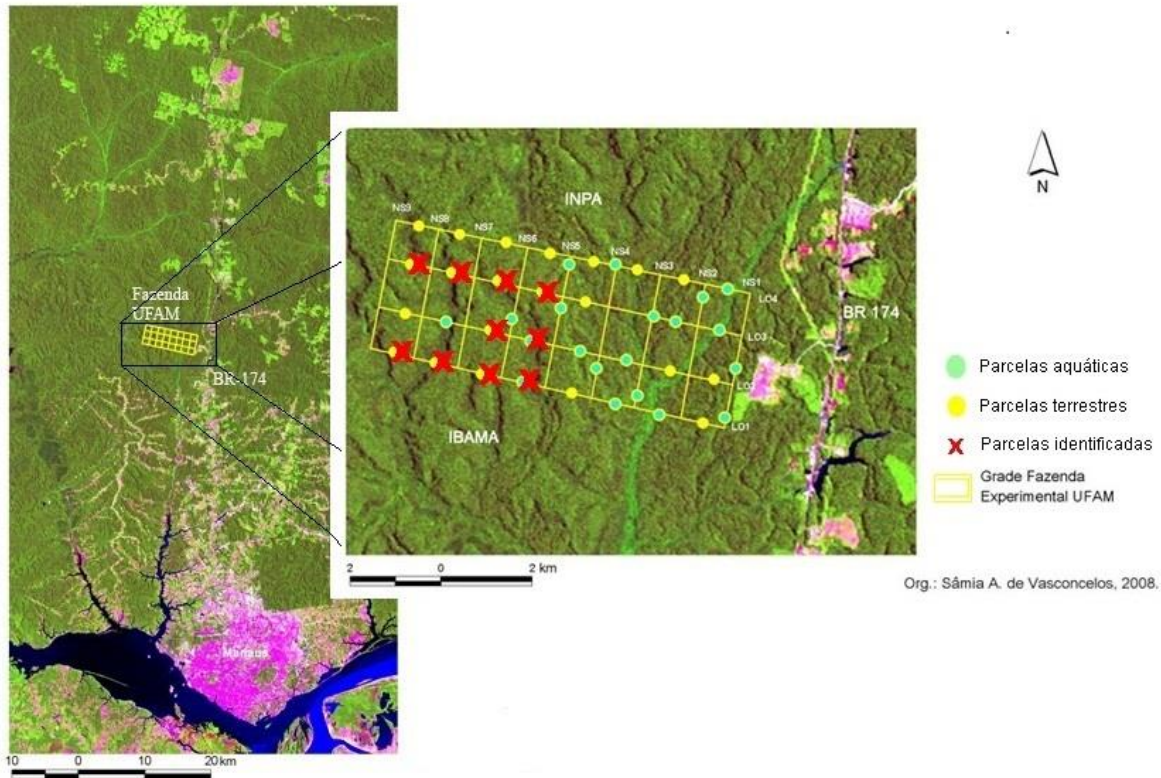 Fazenda
UFAM
BR-174
Manaus
10 0 10 20km
INPA
NS9
NS8
NS7
NS6
NS5
NS4
NS3
NS2
NS1
LO4
LO3
LO2
LO1
IBAMA
BR 174
2 0 2 km
N
Parcelas aquáticas
Parcelas terrestres
Parcelas identificadas
Grade Fazenda
Experimental UFAM
Org.: Sâmia A. de Vasconcelos, 2008.